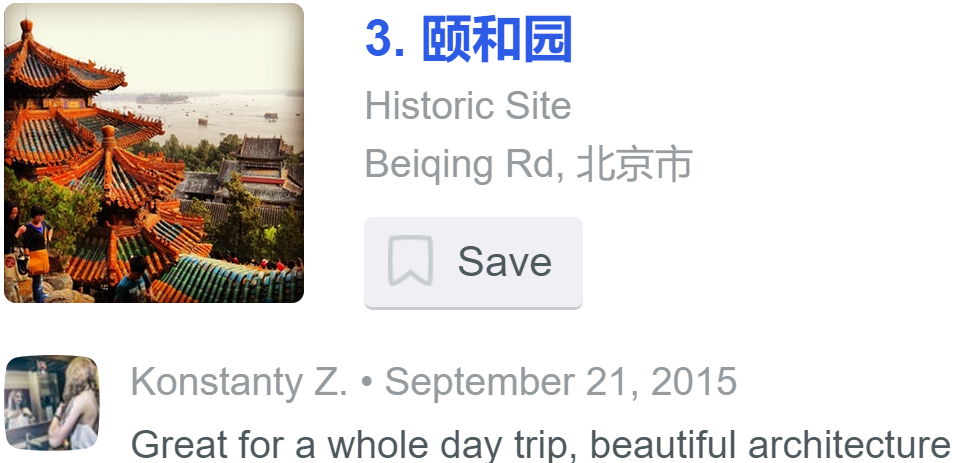 3. 颐和园
Historic Site
Beiqing Rd, 北京市
Save
Konstanty Z. • September 21, 2015
Great for a whole day trip, beautiful architecture